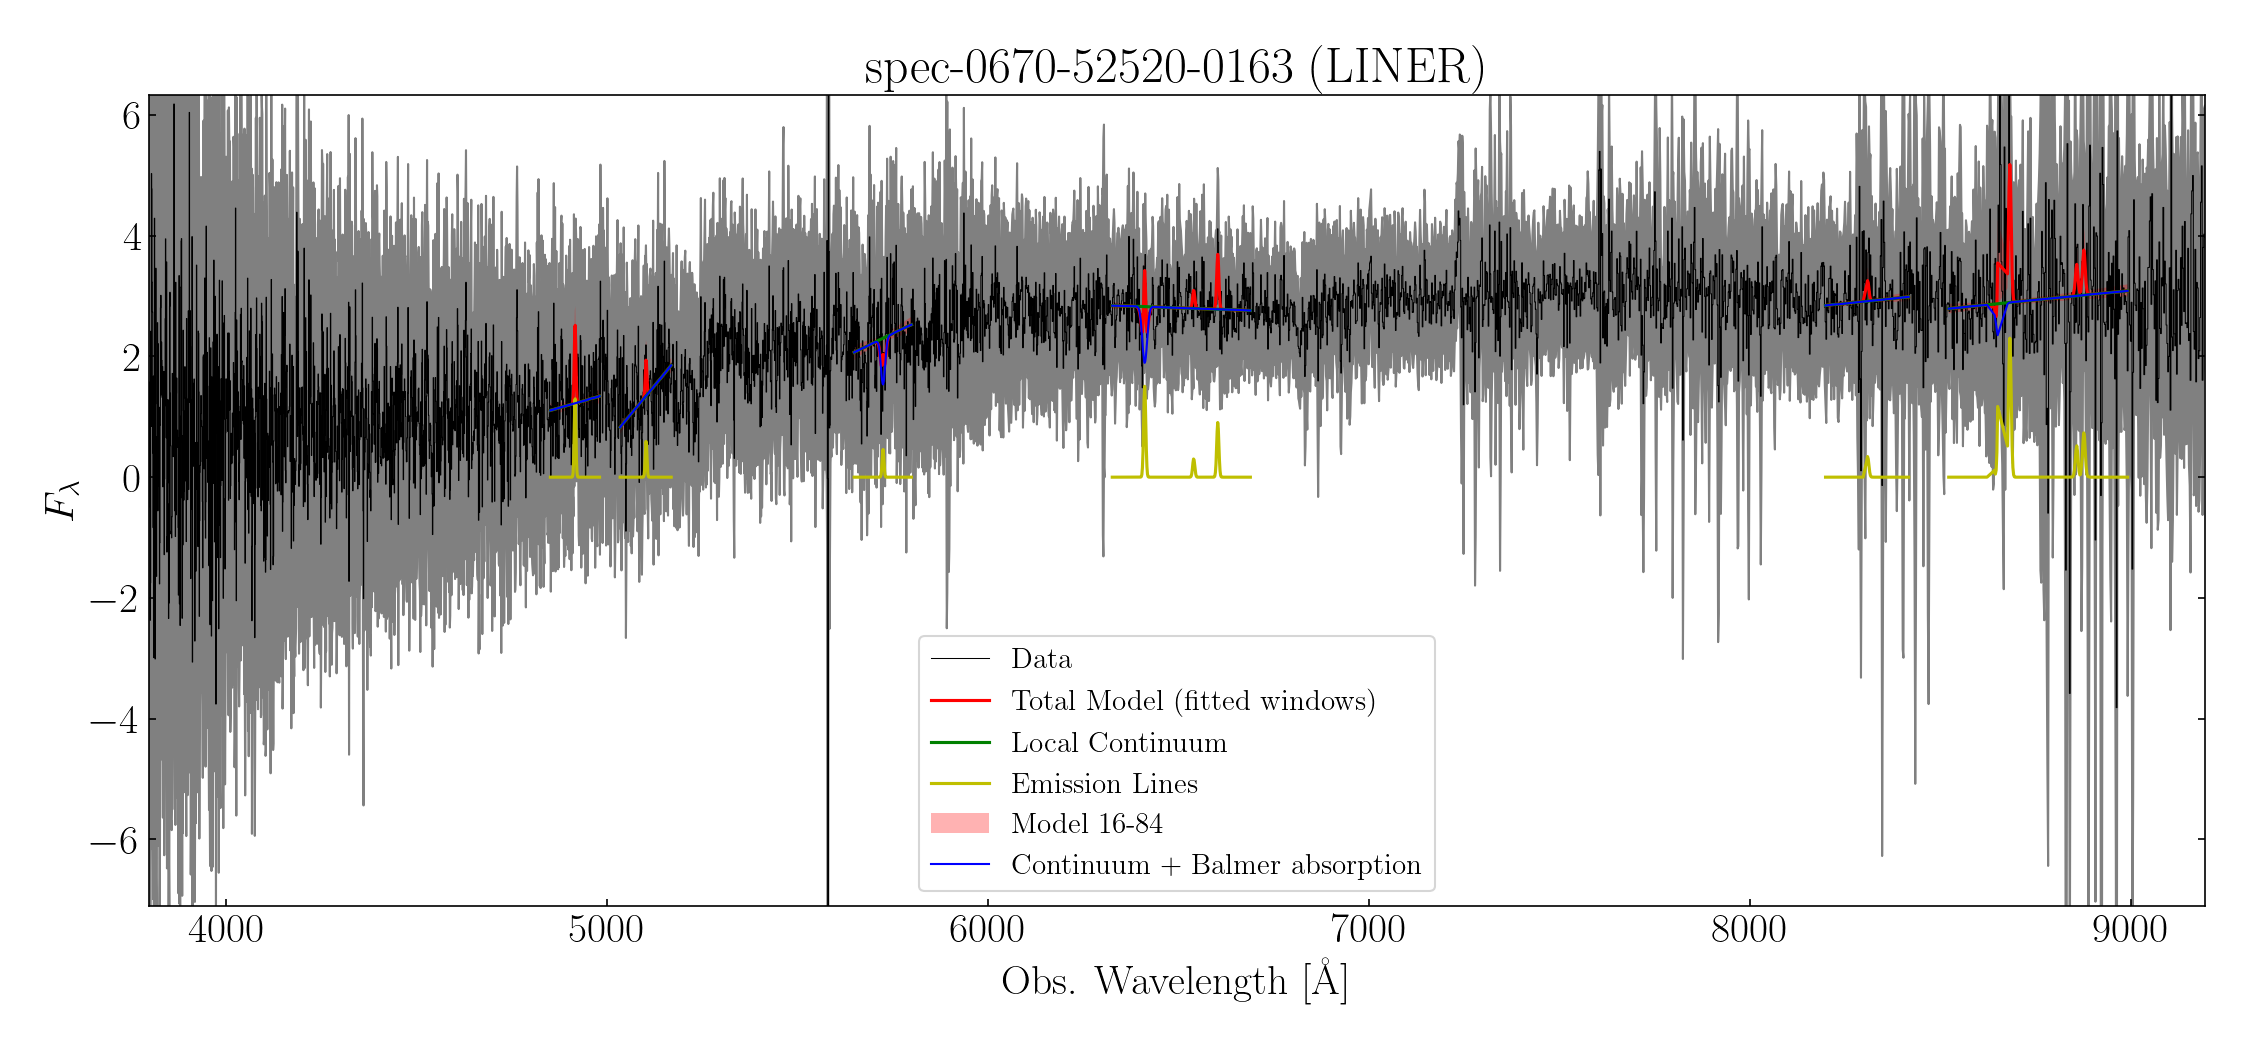 spec-0670-52520-0163 (LINER)
6
4
2
0
−2
−4
−6
F_λ
4000 5000 6000 7000 8000 9000
Obs. Wavelength [Å]
Data
Total Model (fitted windows)
Local Continuum
Emission Lines
Model 16-84
Continuum + Balmer absorption